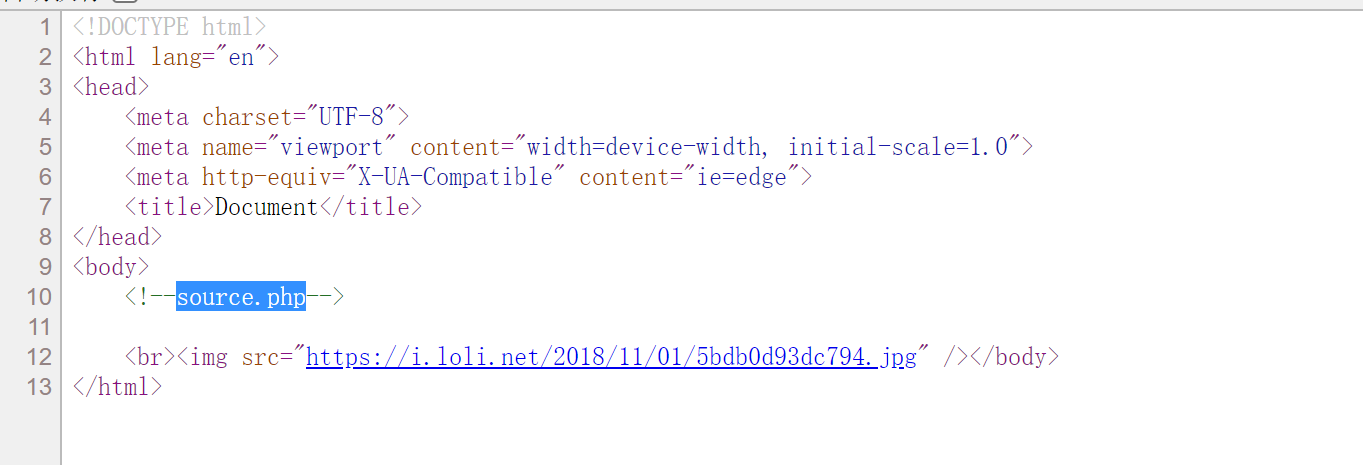 1 <!DOCTYPE html>
2 <html lang="en">
3 <head>
4     <meta charset="UTF-8">
5     <meta name="viewport" content="width=device-width, initial-scale=1.0">
6     <meta http-equiv="X-UA-Compatible" content="ie=edge">
7     <title>Document</title>
8 </head>
9 <body>
10     <!--source.php-->
11
12     <br><img src="https://i.loli.net/2018/11/01/5bdb0d93dc794.jpg" /></body>
13 </html>